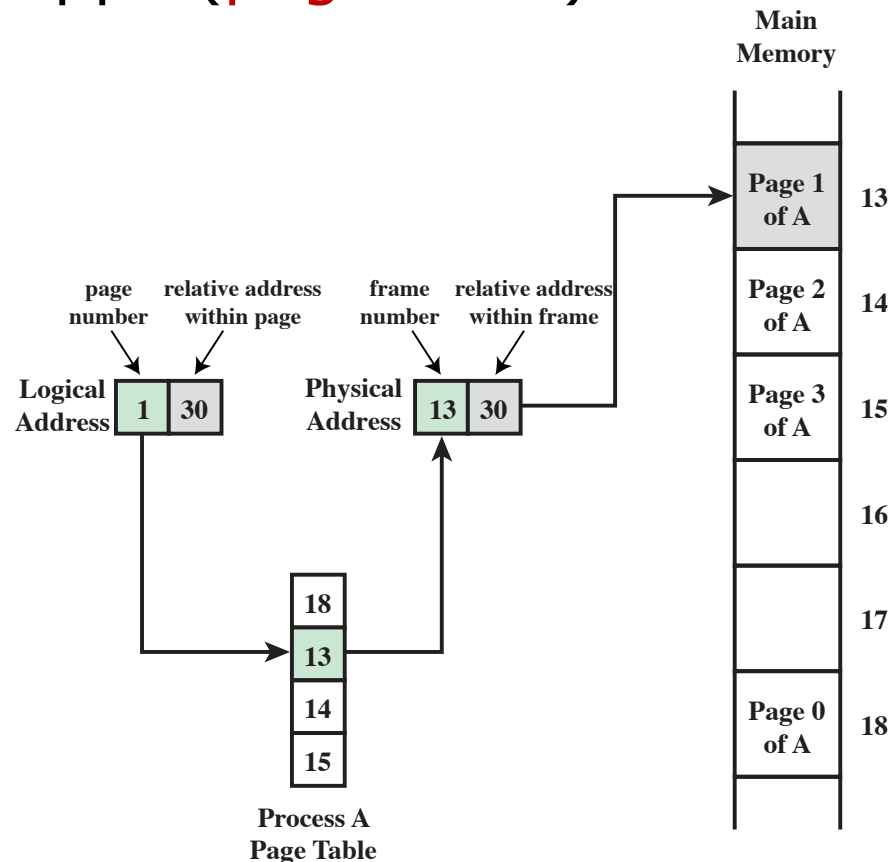 Main
Memory
Page 1
of A
13
Page 2
of A
14
Page 3
of A
15
16
17
Page 0
of A
18
page
number
relative address
within page
frame
number
relative address
within frame
Logical
Address
1
30
Physical
Address
13
30
18
13
14
15
Process A
Page Table